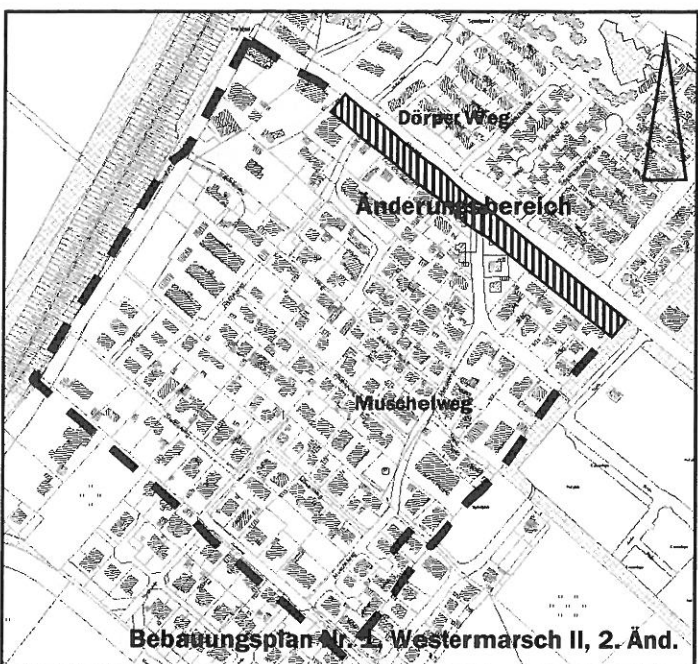 Dörper Weg
Änderungsbereich
Muschelweg
Bebauungsplan Nr. 1, Westermarsch II, 2. Änd.